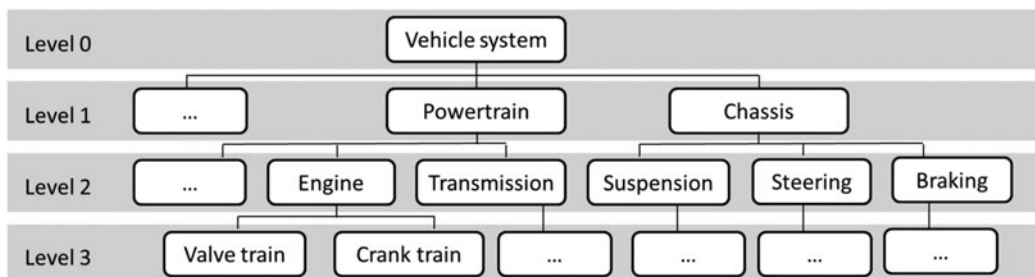 Level 0
Vehicle system
Level 1
...
Powertrain
Chassis
Level 2
...
Engine
Transmission
Suspension
Steering
Braking
Level 3
Valve train
Crank train
...
...
...
...